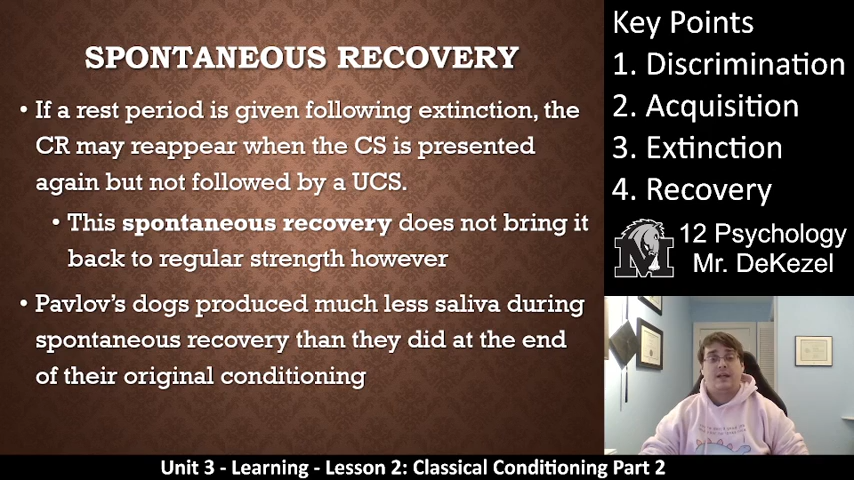 SPONTANEOUS RECOVERY
• If a rest period is given following extinction, the
CR may reappear when the CS is presented
again but not followed by a UCS.
• This spontaneous recovery does not bring it
back to regular strength however
• Pavlov's dogs produced much less saliva during
spontaneous recovery than they did at the end
of their original conditioning
Key Points
1. Discrimination
2. Acquisition
3. Extinction
4. Recovery
M
12 Psychology
Mr. DeKezel
Unit 3 - Learning - Lesson 2: Classical Conditioning Part 2